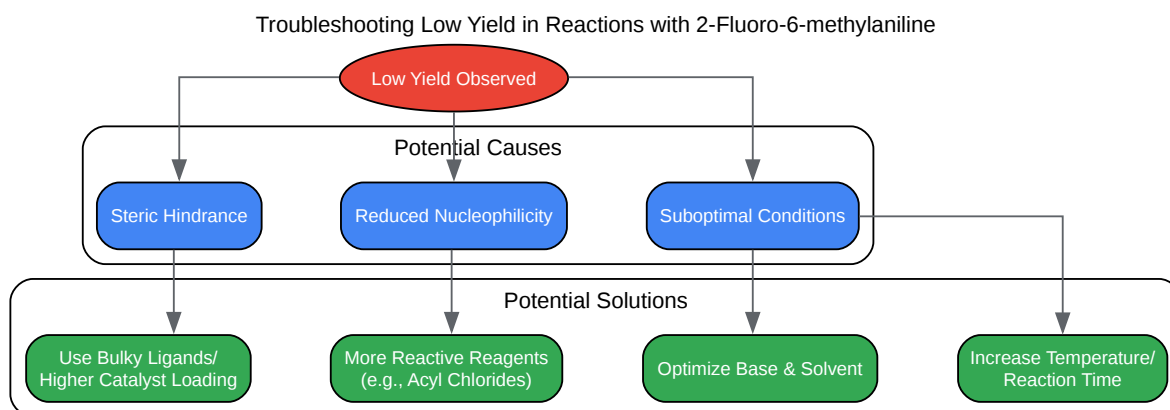 Troubleshooting Low Yield in Reactions with 2-Fluoro-6-methylaniline
Low Yield Observed
Potential Causes
Steric Hindrance
Reduced Nucleophilicity
Suboptimal Conditions
Potential Solutions
Use Bulky Ligands/
Higher Catalyst Loading
More Reactive Reagents
(e.g., Acyl Chlorides)
Optimize Base & Solvent
Increase Temperature/
Reaction Time